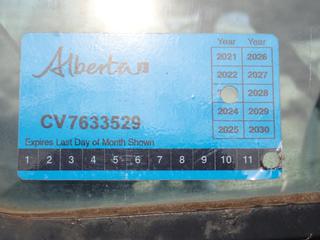 Year Year
Alberta
2021 2026
2022 2027
2028
2024 2029
CV7633529
2025 2030
Expires Last Day of Month Shown
1 2 3 4 5 6 7 8 9 10 11